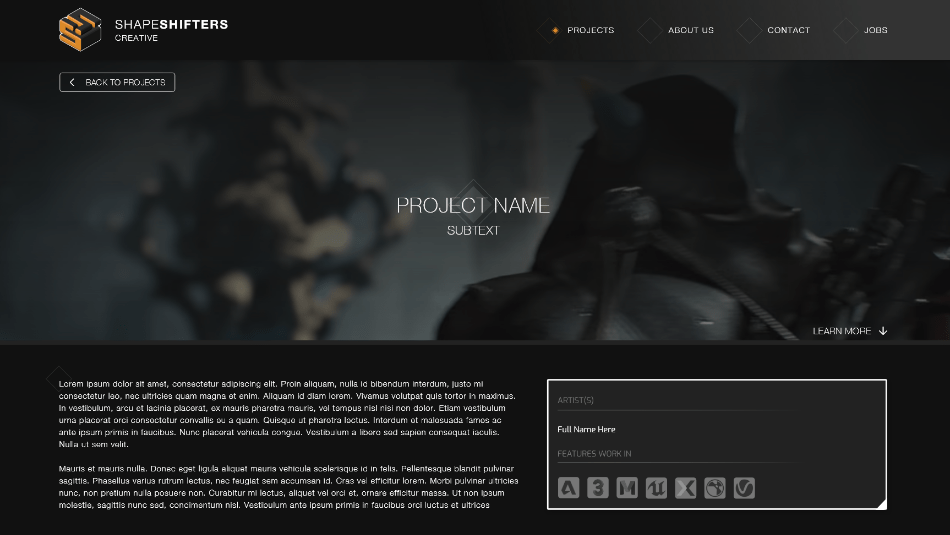 SHAPESHIFTERS
CREATIVE
PROJECTS
ABOUT US
CONTACT
JOBS
BACK TO PROJECTS
PROJECT NAME
SUBTEXT
LEARN MORE
Lorem ipsum dolor sit amet, consectetur adipiscing elit. Proin aliquam, nulla id bibendum interdum, justo mi
consectetur leo, nec ultricies quam magna et enim. Aliquam id diam lorem. Vivamus volutpat quis tortor in maximus.
In vestibulum, arcu et lacinia placerat, ex mauris pharetra mauris, vel tempus nisl nisi non dolor. Etiam vestibulum
urna placerat orci consectetur convallis eu a quam. Quisque ut pharetra lectus. Interdum et malesuada fames ac
ante ipsum primis in faucibus. Nunc placerat vehicula congue. Vestibulum a libero sed sapien consequat iaculis.
Nulla ut sem velit.
Mauris et mauris nulla. Donec eget ligula aliquet mauris vehicula scelerisque id in felis. Pellentesque blandit pulvinar
sagittis. Phasellus varius rutrum lectus, nec feugiat sem accumsan id. Cras vel efficitur lorem. Morbi pulvinar ultricies
nunc, non pretium nulla posuere non. Curabitur mi lectus, aliquet vel orci et, ornare efficitur massa. Ut non ipsum
molestie, sagittis nunc sed, concimentum nisl. Vestibulum ante ipsum primis in faucibus orci luctus et ultrices
ARTIST(S)
Full Name Here
FEATURES WORK IN